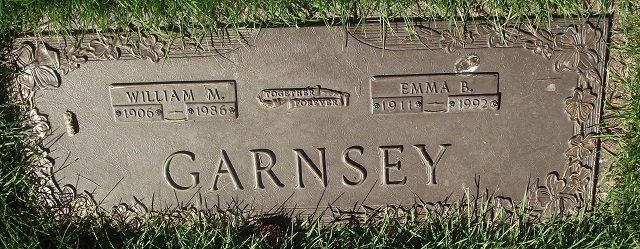 WILLIAM M.
1906 – 1986
TOGETHER
FOREVER
EMMA B.
1911 – 1992
GARNSEY